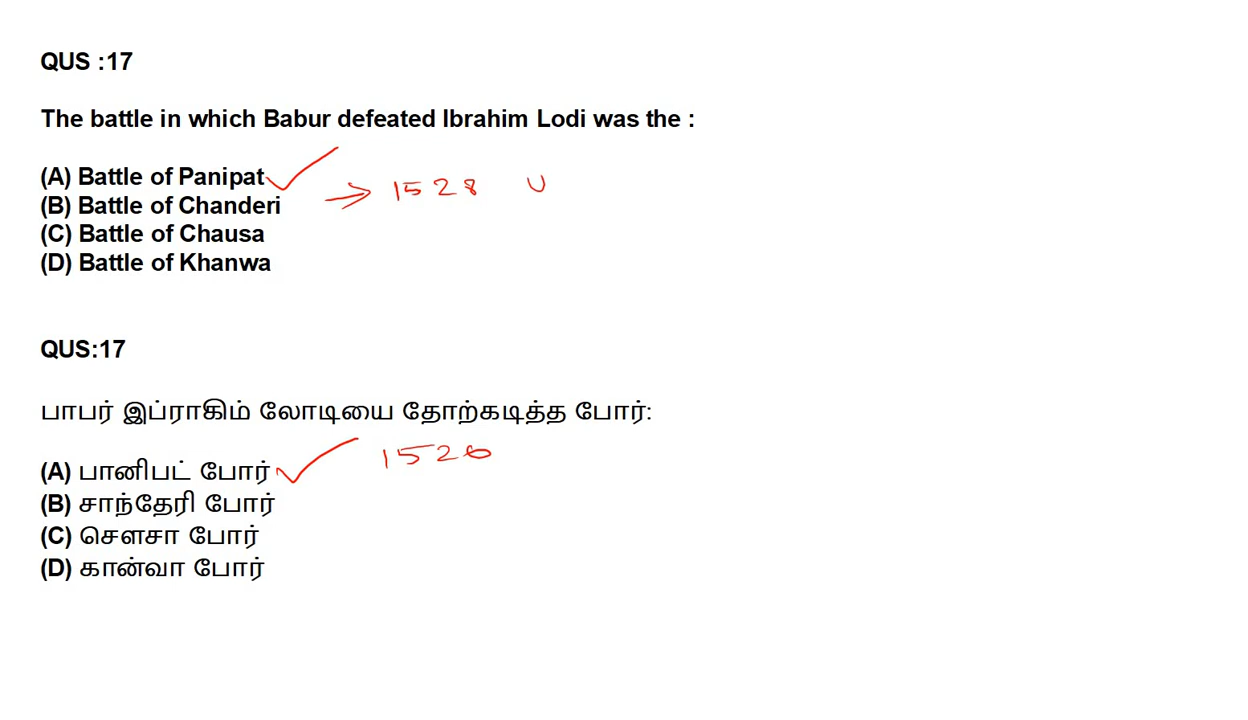 QUS :17
The battle in which Babur defeated Ibrahim Lodi was the :
(A) Battle of Panipat
(B) Battle of Chanderi
1528
(C) Battle of Chausa
(D) Battle of Khanwa
QUS:17
பாபர் இப்ராகிம் லோடியை தோற்கடித்த போர்:
1526
(A) பானிபட் போர்
(B) சாந்தேரி போர்
(C) சௌசா போர்
(D) கான்வா போர்